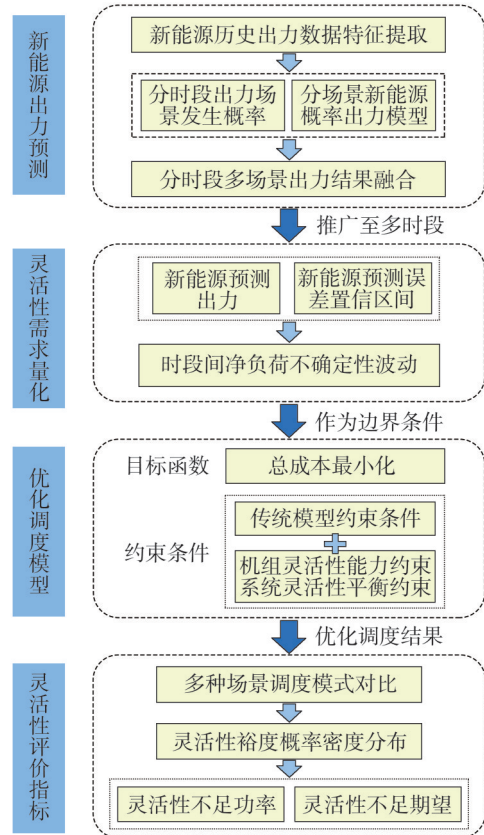 新能源出力预测
新能源历史出力数据特征提取
分时段出力场
景发生概率
分场景新能源
概率出力模型
分时段多场景出力结果融合
推广至多时段
灵活性需求量化
新能源预测
出力
新能源预测误
差置信区间
时段间净负荷不确定性波动
作为边界条件
优化调度模型
目标函数
总成本最小化
约束条件
传统模型约束条件
机组灵活性能力约束
系统灵活性平衡约束
优化调度结果
灵活性评价指标
多种场景调度模式对比
灵活性裕度概率密度分布
灵活性不足功率
灵活性不足期望